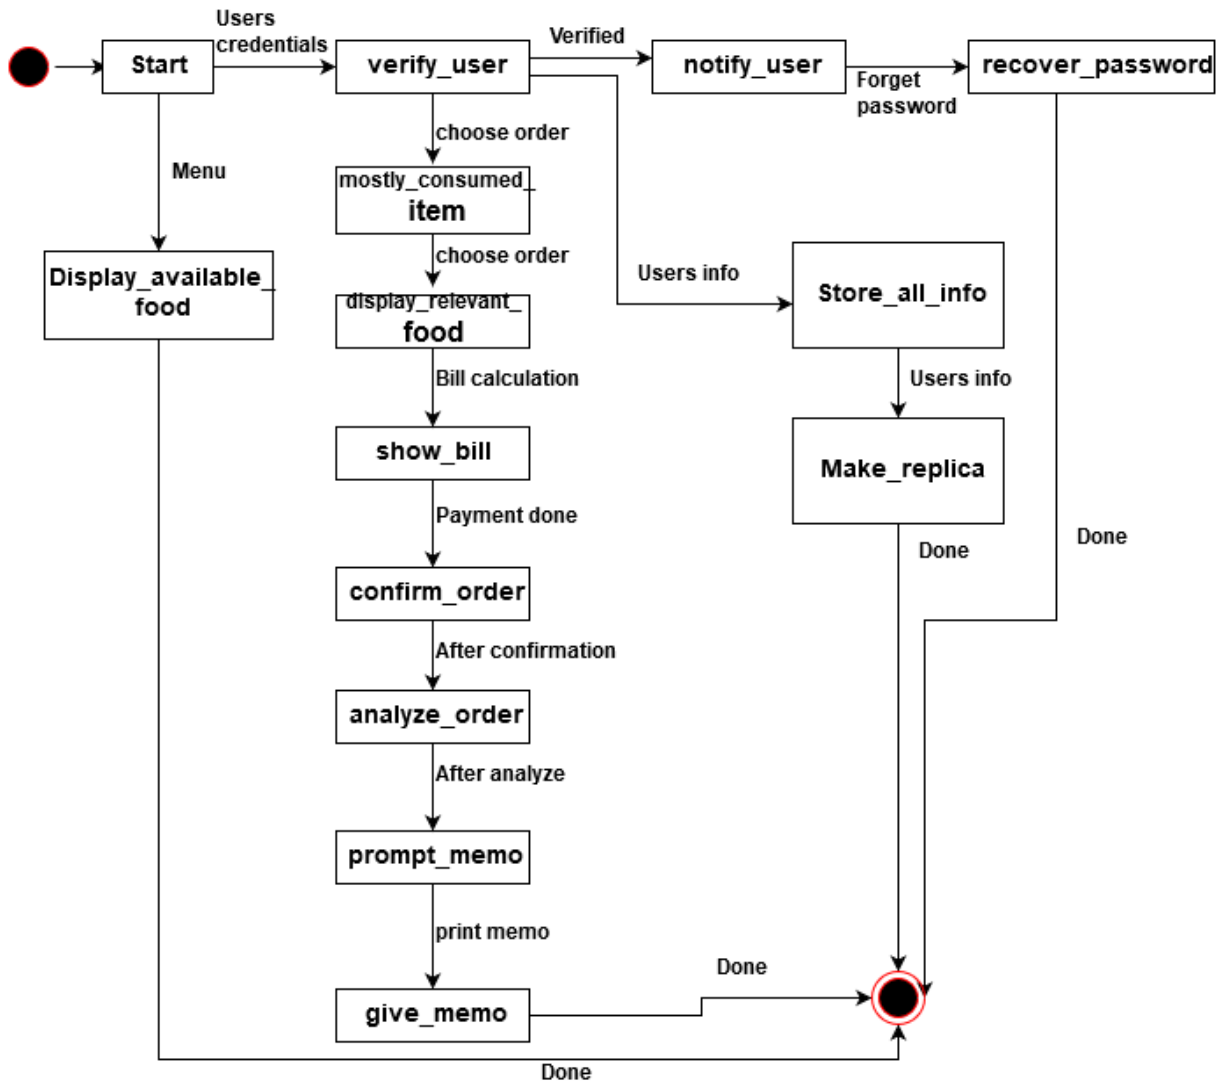 Users
credentials
Start
verify_user
Verified
notify_user
Forget
password
recover_password
choose order
Menu
mostly_consumed_
item
choose order
Display_available_
food
Users info
Store_all_info
display_relevant_
food
Bill calculation
Users info
show_bill
Make_replica
Payment done
Done
Done
confirm_order
After confirmation
analyze_order
After analyze
prompt_memo
print memo
Done
give_memo
Done